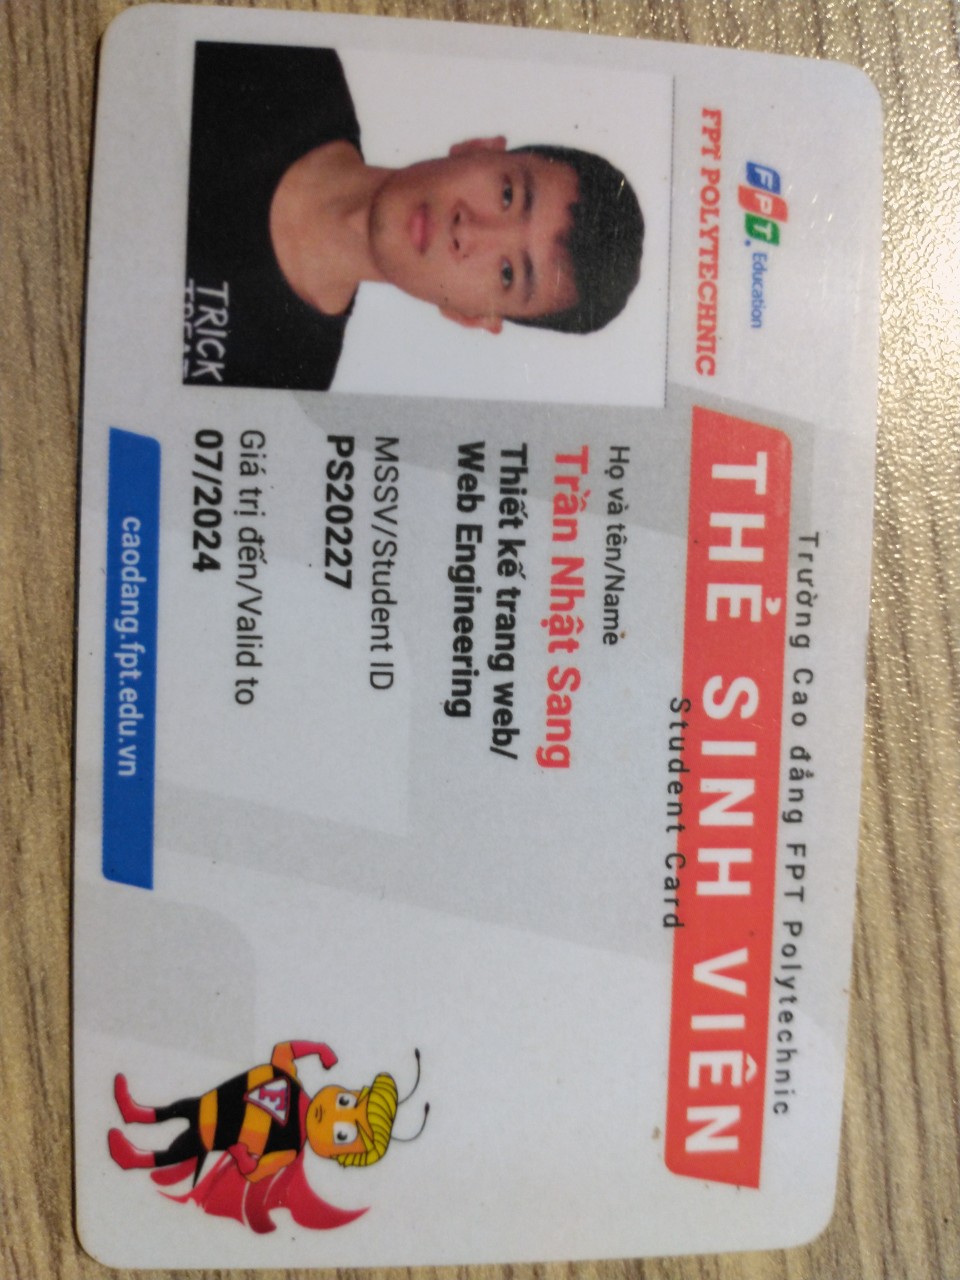 Trường Cao đẳng FPT Polytechnic
FPT Education
FPT POLYTECHNIC
THẺ SINH VIÊN
Student Card
Họ và tên/Name
Trần Nhật Sang
Thiết kế trang web/
Web Engineering
MSSV/Student ID
PS20227
Giá trị đến/Valid to
07/2024
TRICK
TREAT
F
caodang.fpt.edu.vn